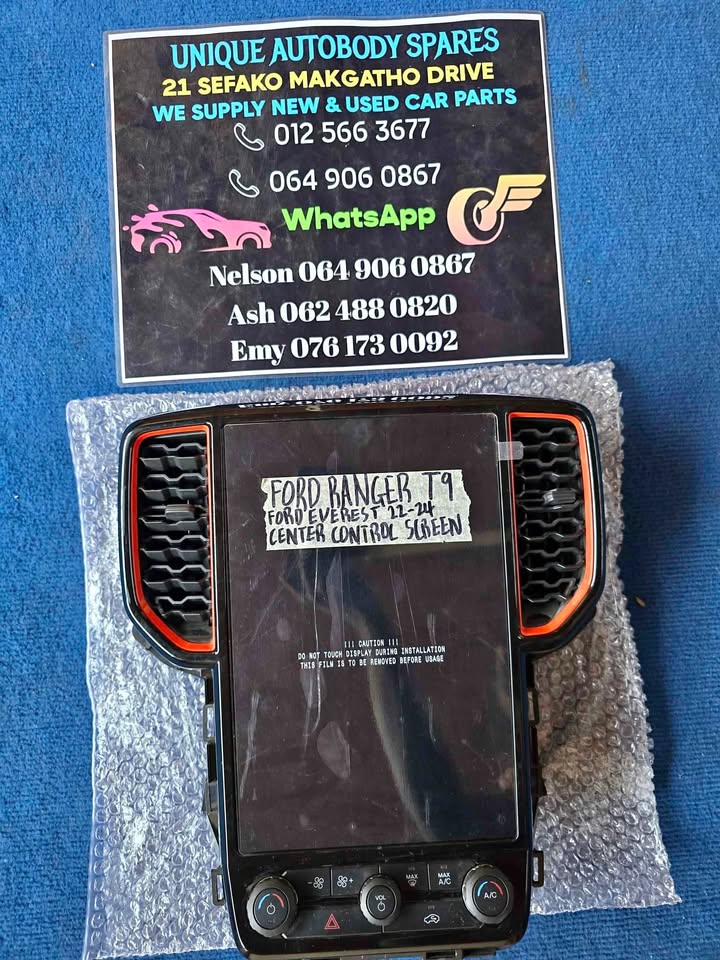 UNIQUE AUTOBODY SPARES
21 SEFAKO MAKGATHO DRIVE
WE SUPPLY NEW & USED CAR PARTS
012 566 3677
064 906 0867
WhatsApp
Nelson 064 906 0867
Ash 062 488 0820
Emy 076 173 0092
FORD RANGER T9
FORD EVEREST 22-24
CENTER CONTROL SCREEN
!!! CAUTION !!!
DO NOT TOUCH DISPLAY DURING INSTALLATION
THIS FILM IS TO BE REMOVED BEFORE USAGE
- +
MAX
MAX
A/C
VOL
A/C